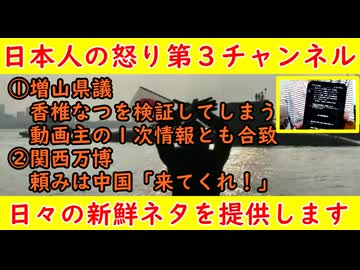 日本人の怒り第3チャンネル
①増山県議
香椎なつを検証してしまう
動画主の1次情報とも合致
②関西万博
頼みは中国「来てくれ!」
日々の新鮮ネタを提供します